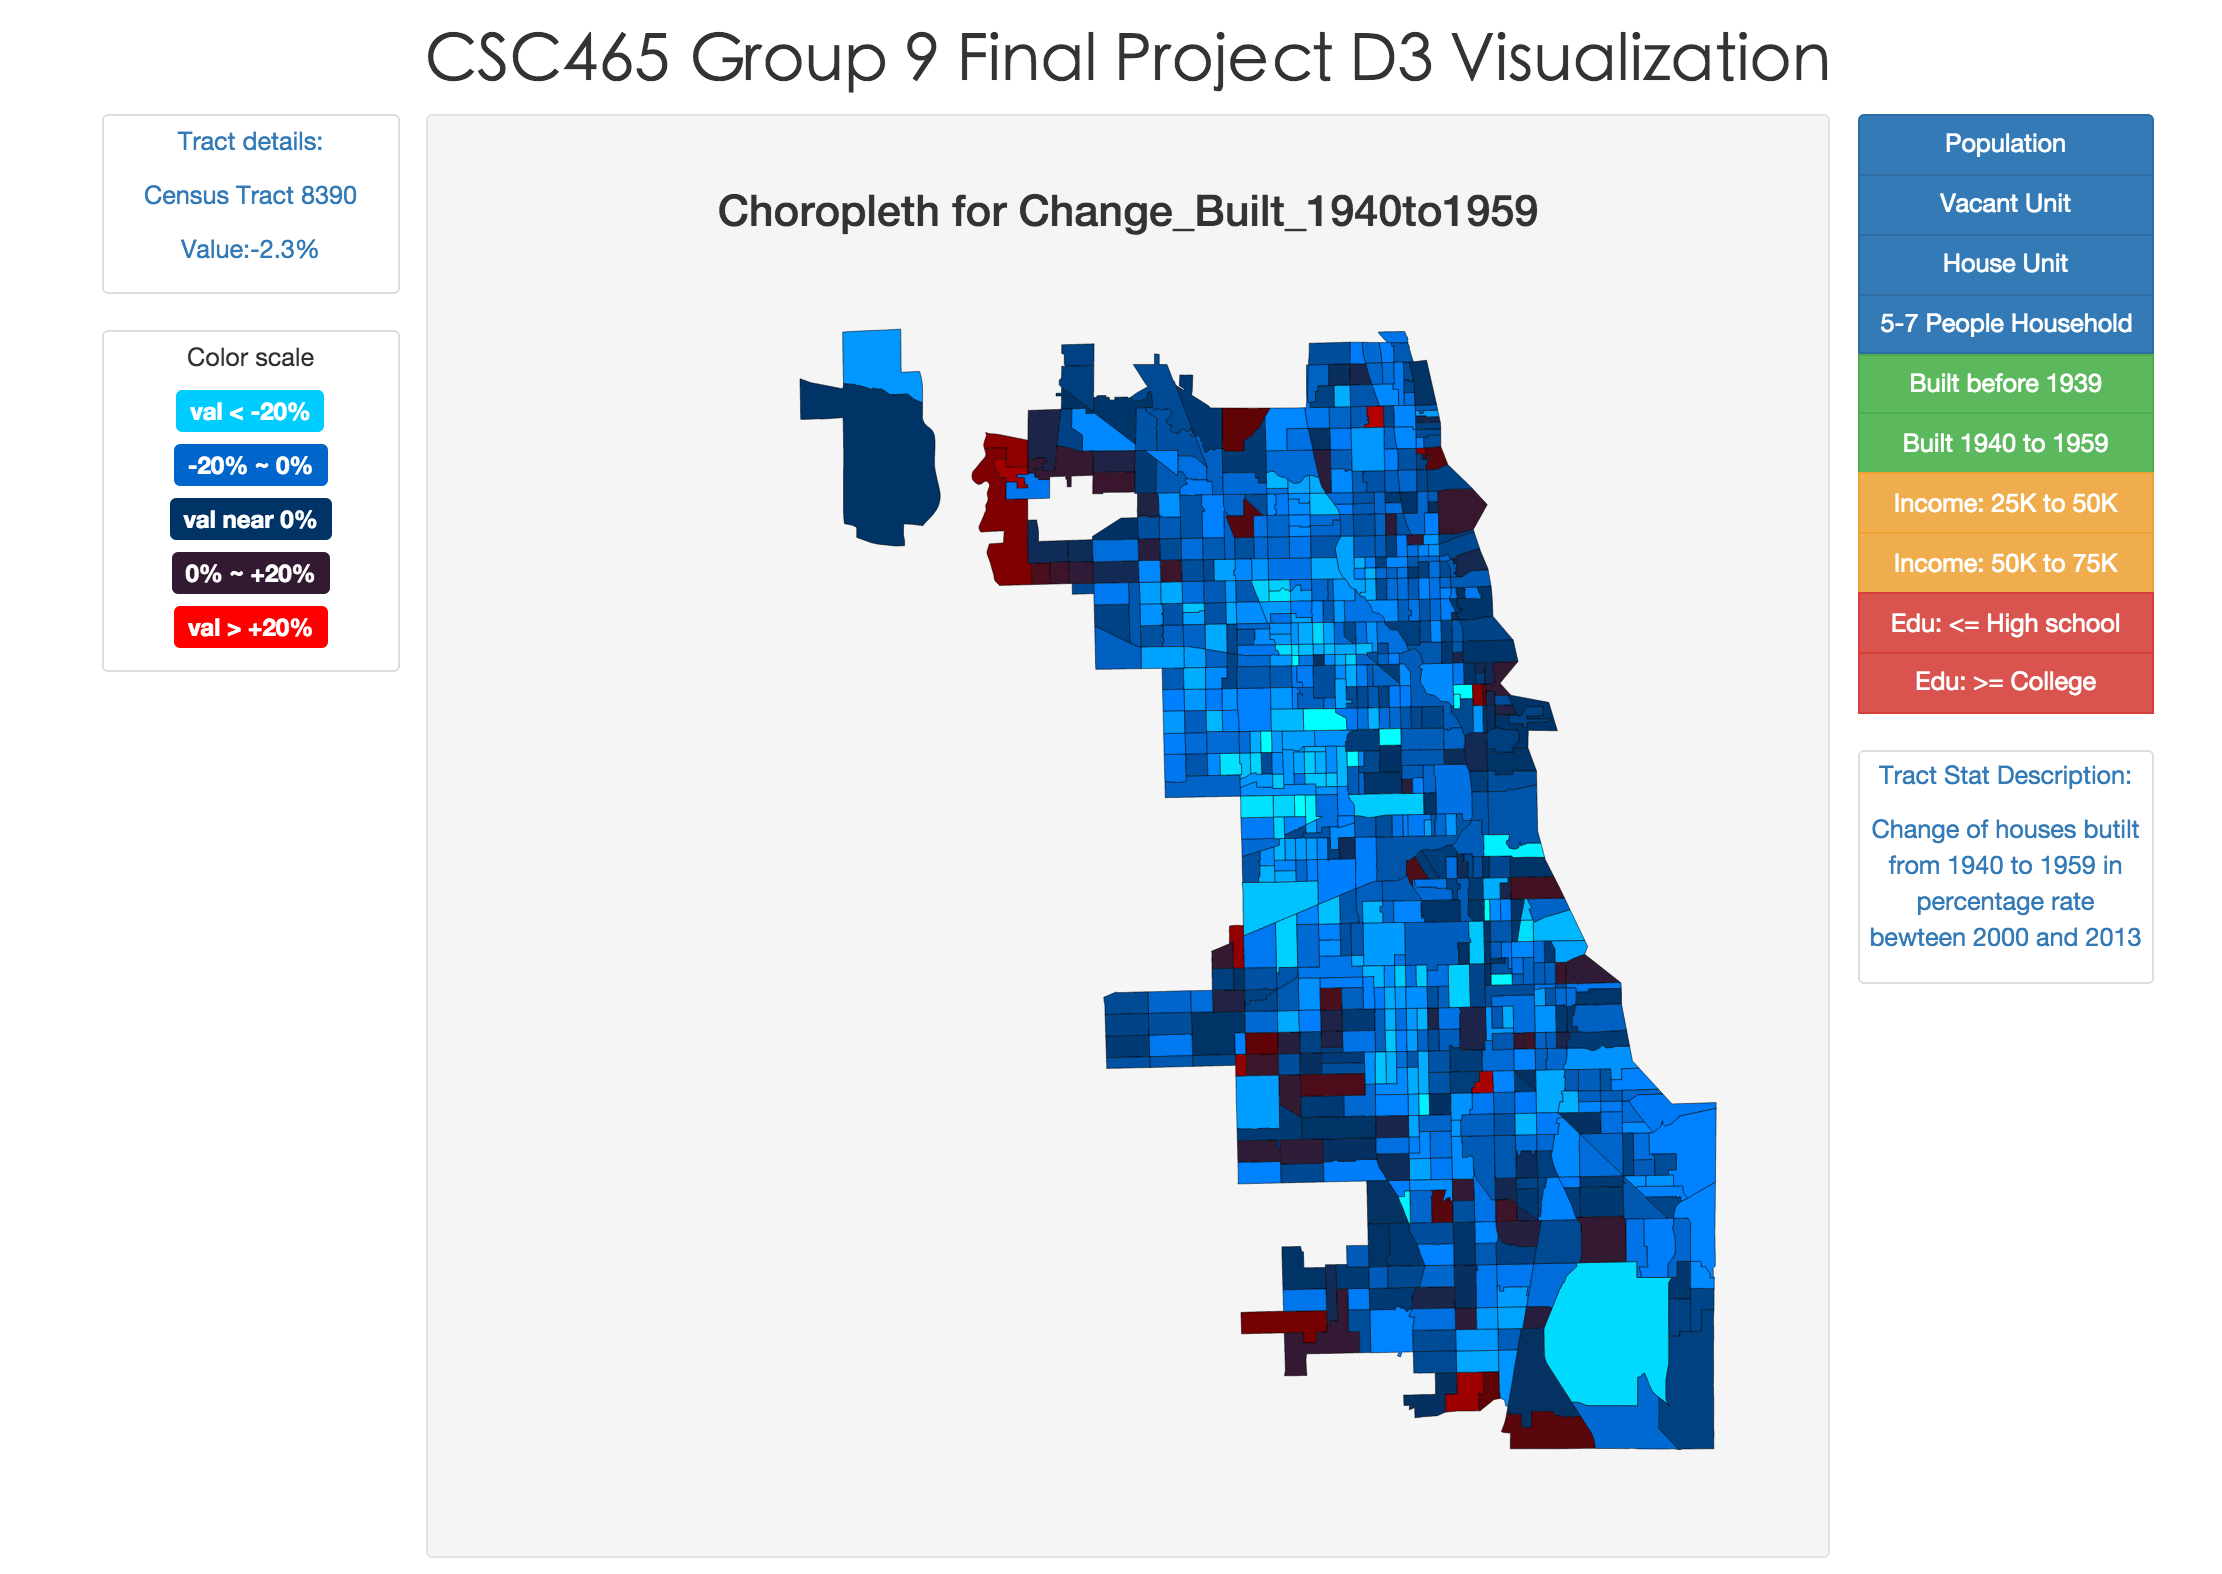 CSC465 Group 9 Final Project D3 Visualization
Tract details:
Census Tract 8390
Value:-2.3%
Color scale
val < -20%
-20% ~ 0%
val near 0%
0% ~ +20%
val > +20%
Choropleth for Change_Built_1940to1959
Population
Vacant Unit
House Unit
5-7 People Household
Built before 1939
Built 1940 to 1959
Income: 25K to 50K
Income: 50K to 75K
Edu: <= High school
Edu: >= College
Tract Stat Description:
Change of houses butilt
from 1940 to 1959 in
percentage rate
bewteen 2000 and 2013